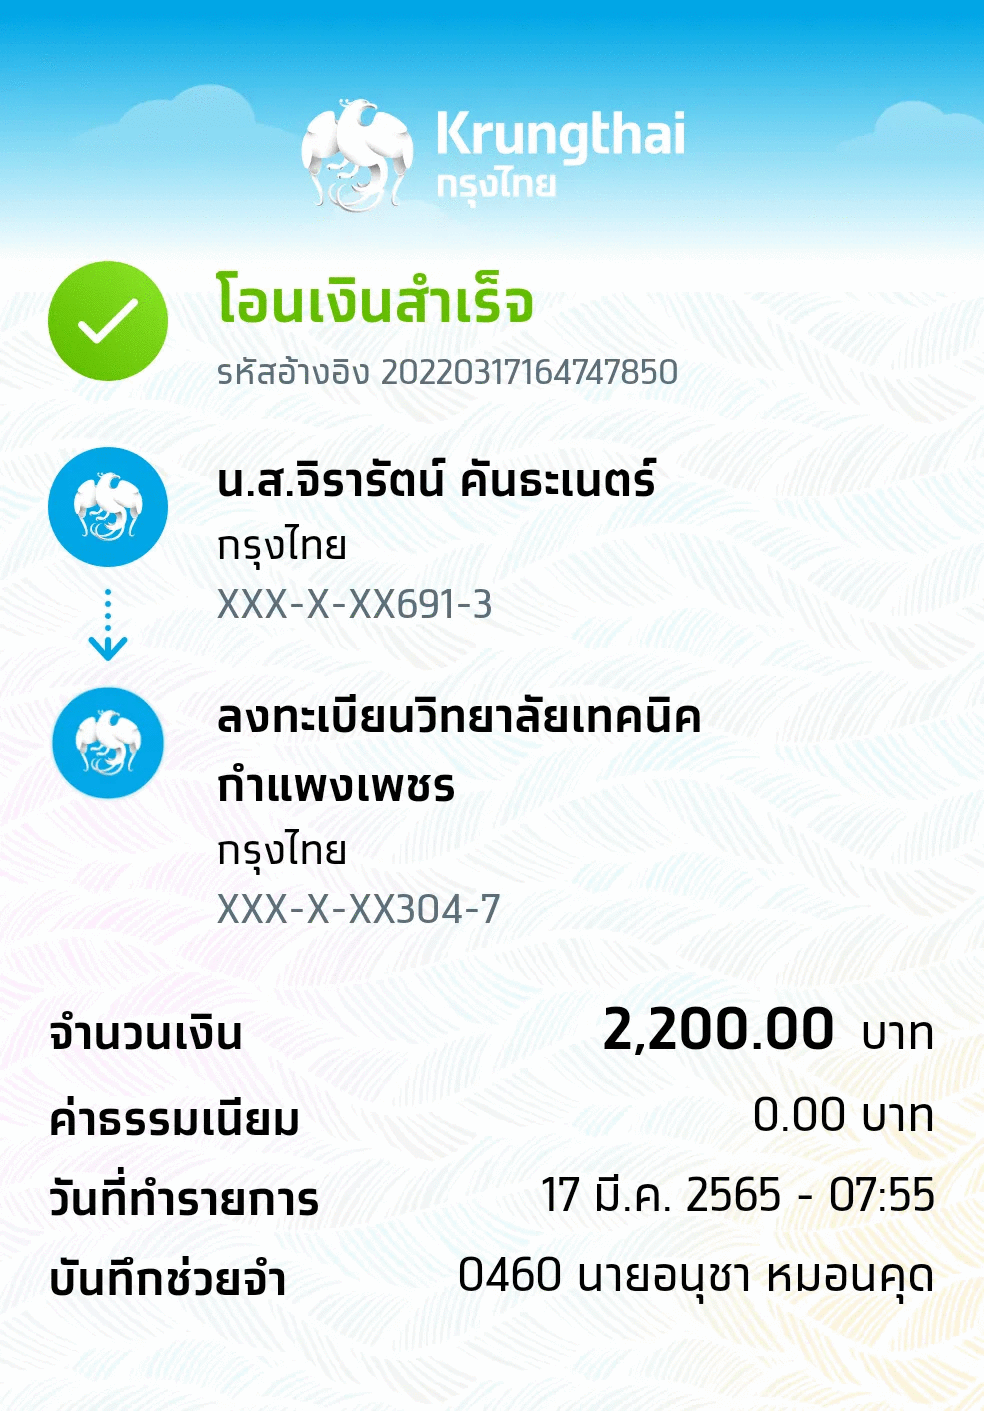 Krungthai
กรุงไทย
โอนเงินสำเร็จ
รหัสอ้างอิง 20220317164747850
น.ส.จิรารัตน์ คันธะเนตร์
กรุงไทย
XXX-X-XX691-3
ลงทะเบียนวิทยาลัยเทคนิค
กำแพงเพชร
กรุงไทย
XXX-X-XX304-7
จำนวนเงิน 2,200.00 บาท
ค่าธรรมเนียม 0.00 บาท
วันที่ทำรายการ 17 มี.ค. 2565 - 07:55
บันทึกช่วยจำ 0460 นายอนุชา หมอนคุด